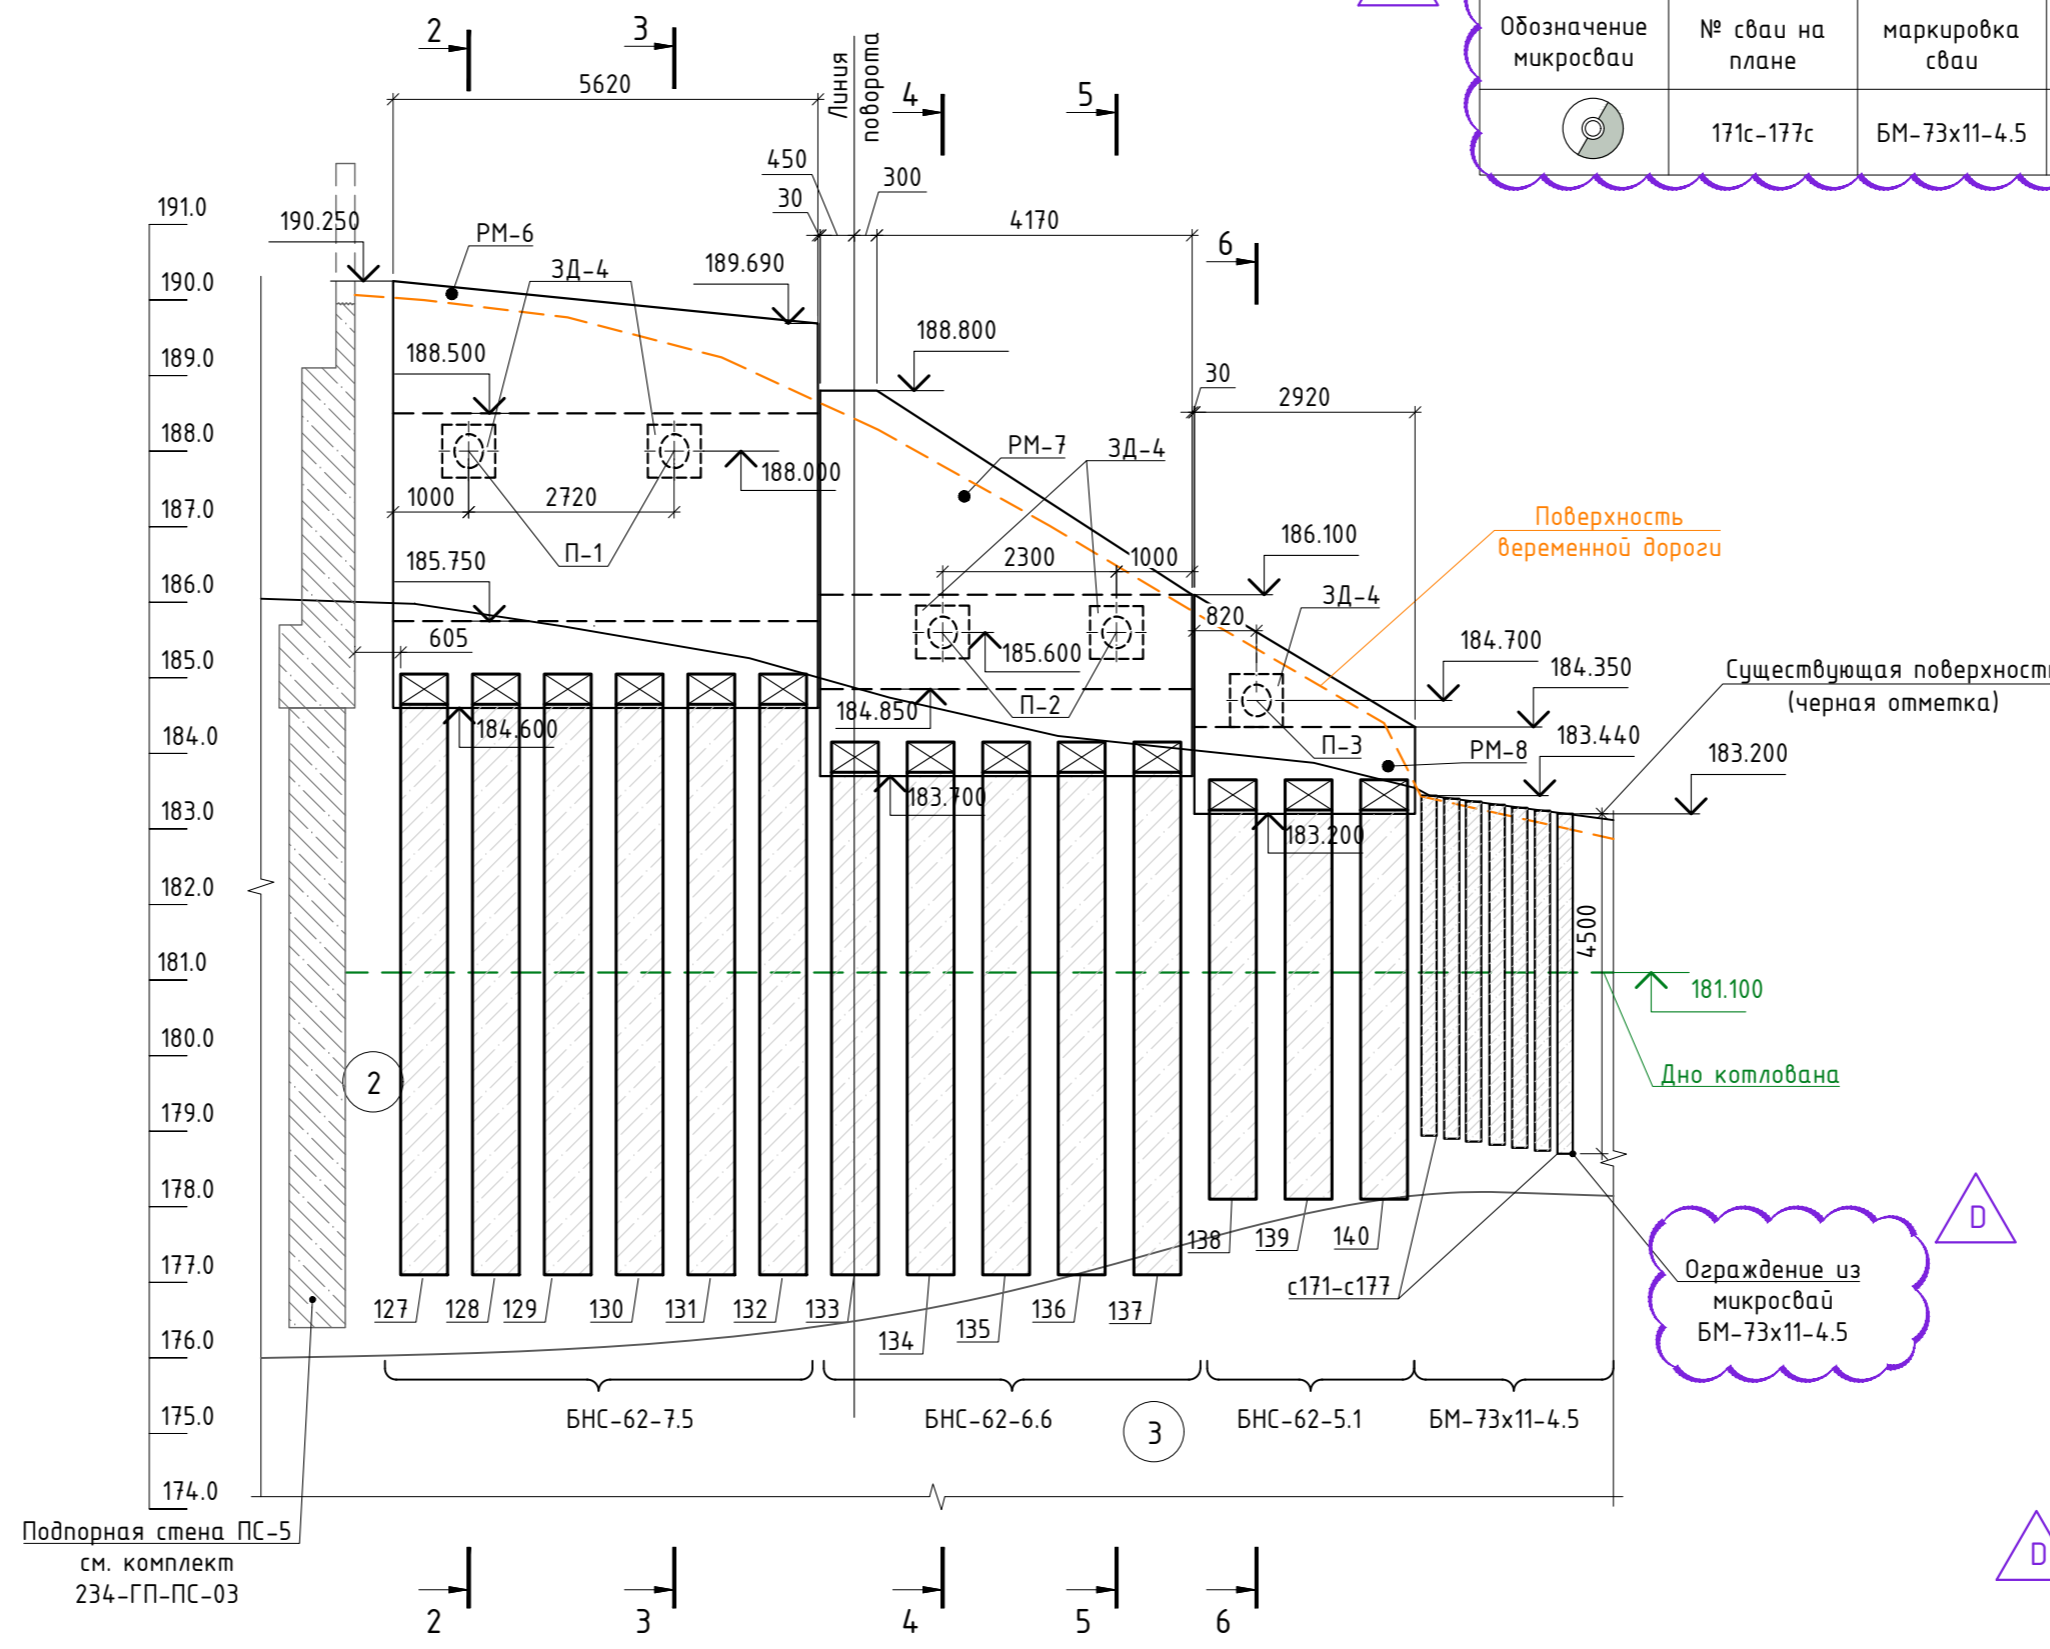 Обозначение
микросваи
№ сваи на
плане
маркировка
сваи
171с-177с
БМ-73х11-4.5
2
3
4
5
6
5620
Линия
поворота
450
30
300
4170
30
2920
191.0
190.0
189.0
188.0
187.0
186.0
185.0
184.0
183.0
182.0
181.0
180.0
179.0
178.0
177.0
176.0
175.0
174.0
190.250
РМ-6
ЗД-4
189.690
188.500
188.000
1000
2720
П-1
185.750
605
184.600
188.800
РМ-7
ЗД-4
2300
1000
185.600
184.850
П-2
183.700
186.100
820
ЗД-4
184.700
184.350
П-3
РМ-8
183.440
183.200
183.200
Поверхность
веременной дороги
Существующая поверхность
(черная отметка)
4500
181.100
Дно котлована
2
127
128
129
130
131
132
133
134
135
136
137
138
139
140
с171-с177
D
Ограждение из
микросвай
БМ-73х11-4.5
БНС-62-7.5
БНС-62-6.6
3
БНС-62-5.1
БМ-73х11-4.5
Подпорная стена ПС-5
см. комплект
234-ГП-ПС-03
D
2
3
4
5
6